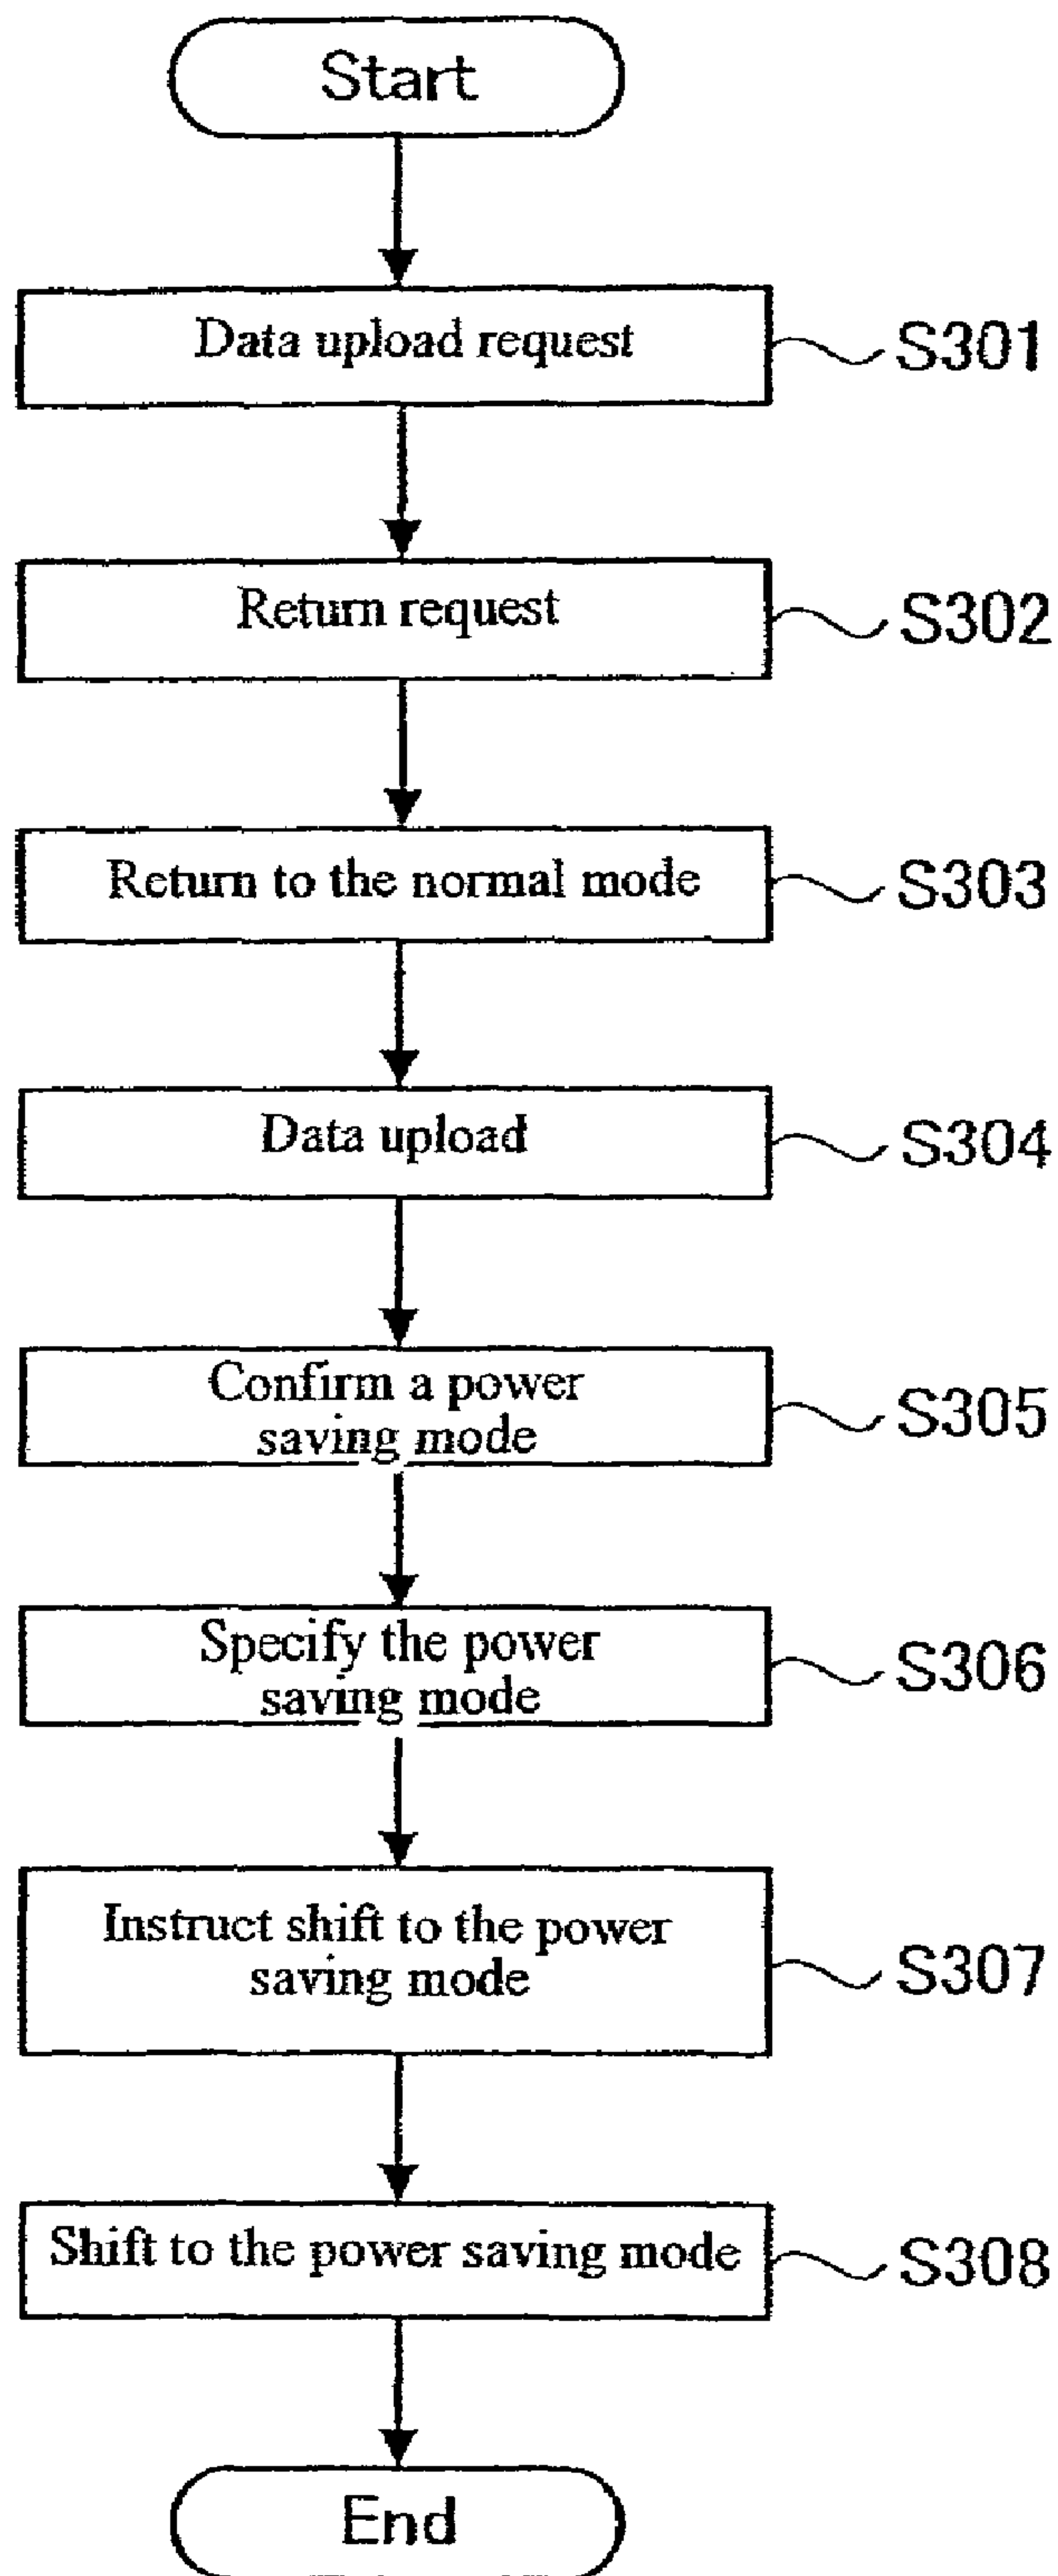 Start
Data upload request
S301
Return request
S302
Return to the normal mode
S303
Data upload
S304
Confirm a power
saving mode
S305
Specify the power
saving mode
S306
Instruct shift to the power
saving mode
S307
Shift to the power saving mode
S308
End